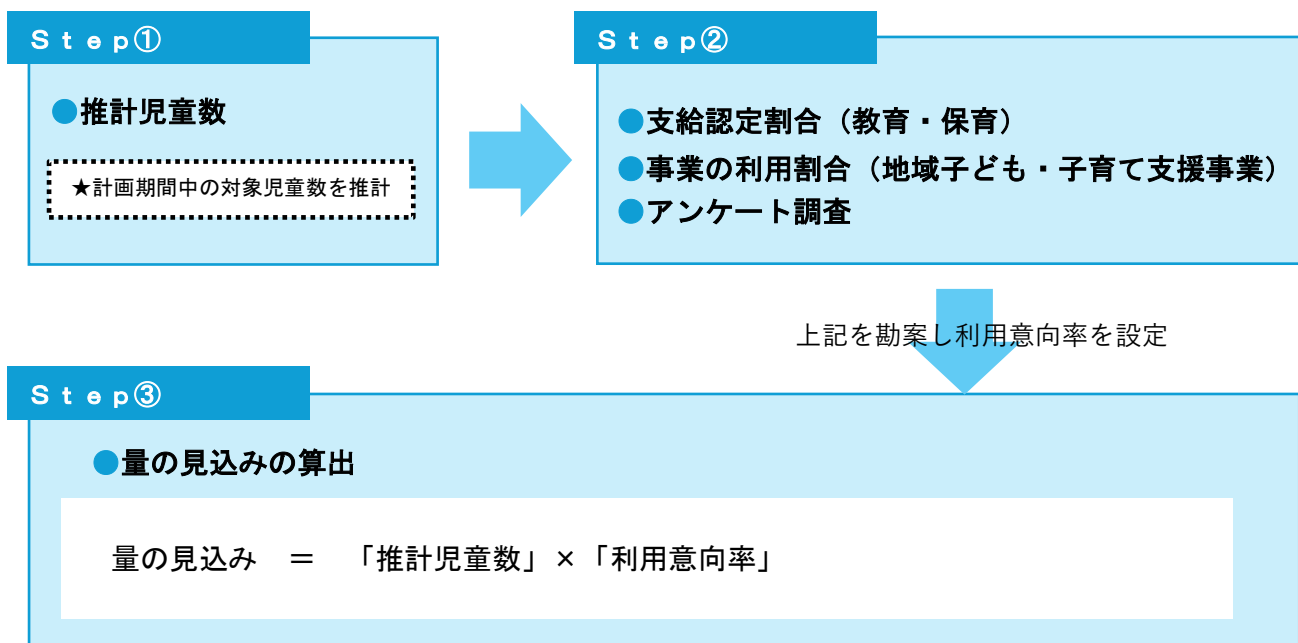 Ｓｔｅｐ①
●推計児童数
★計画期間中の対象児童数を推計
Ｓｔｅｐ②
●支給認定割合（教育・保育）
●事業の利用割合（地域子ども・子育て支援事業）
●アンケート調査
上記を勘案し利用意向率を設定
Ｓｔｅｐ③
●量の見込みの算出
量の見込み　＝　「推計児童数」×「利用意向率」